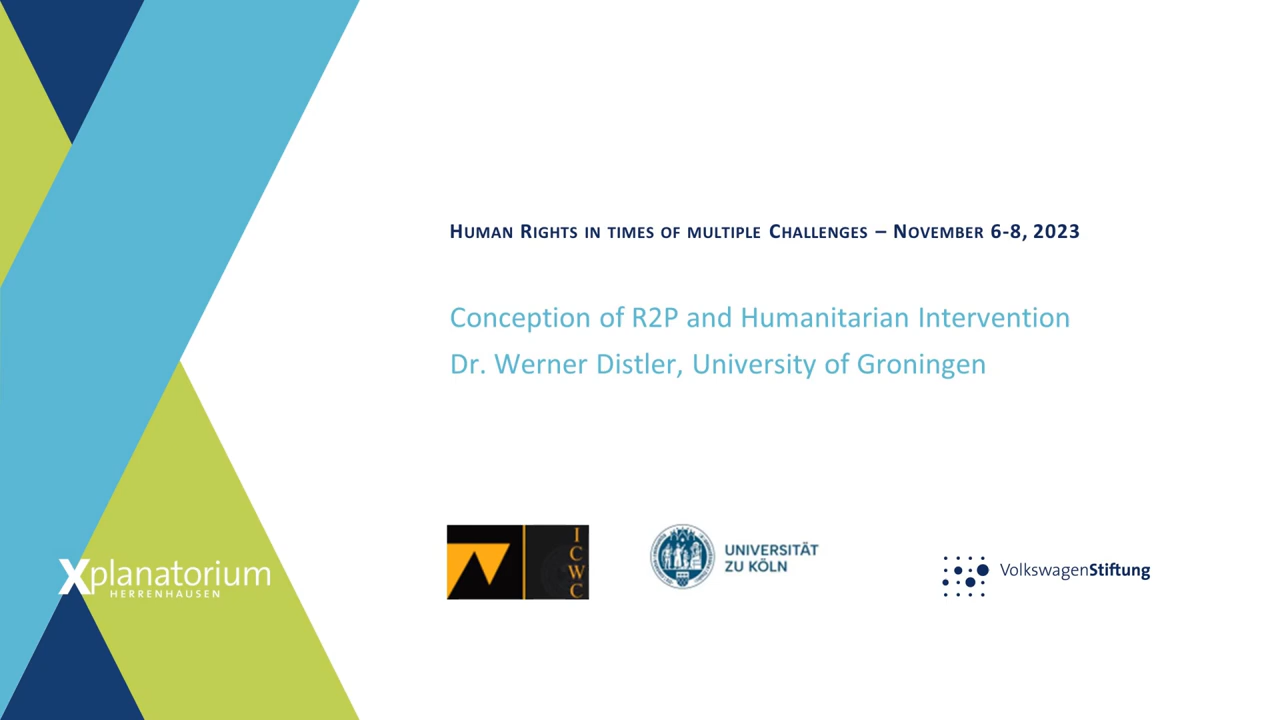 Human Rights in times of multiple Challenges – November 6-8, 2023
Conception of R2P and Humanitarian Intervention
Dr. Werner Distler, University of Groningen
ICWC
UNIVERSITÄT
ZU KÖLN
VolkswagenStiftung
Xplanatorium
HERRENHAUSEN